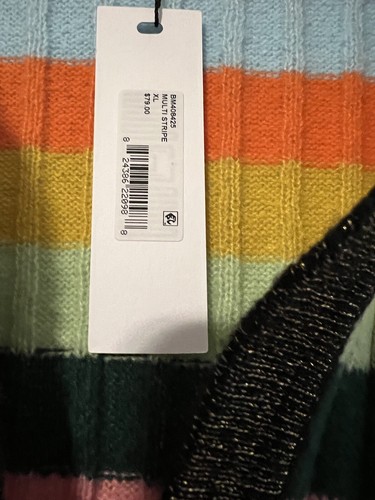 BM408425
MULTI STRIPE
XL
$79.00
8 24386 22098 8